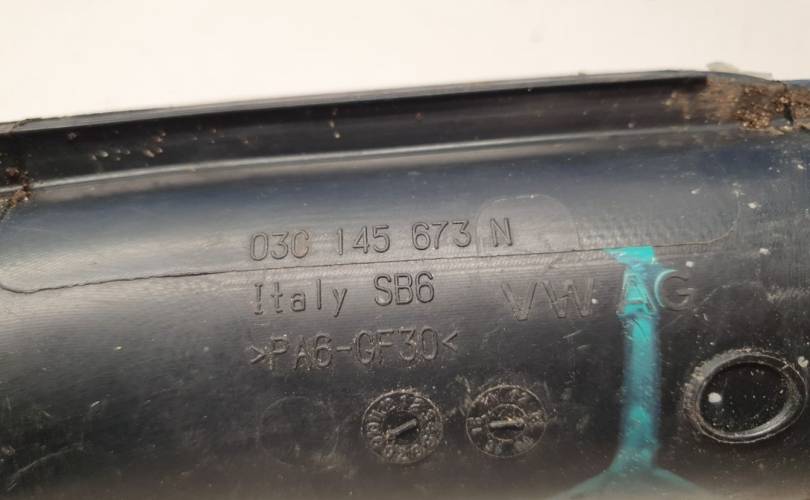 03C 145 673 N
Italy SB6 VW AG
>PA6-GF30<